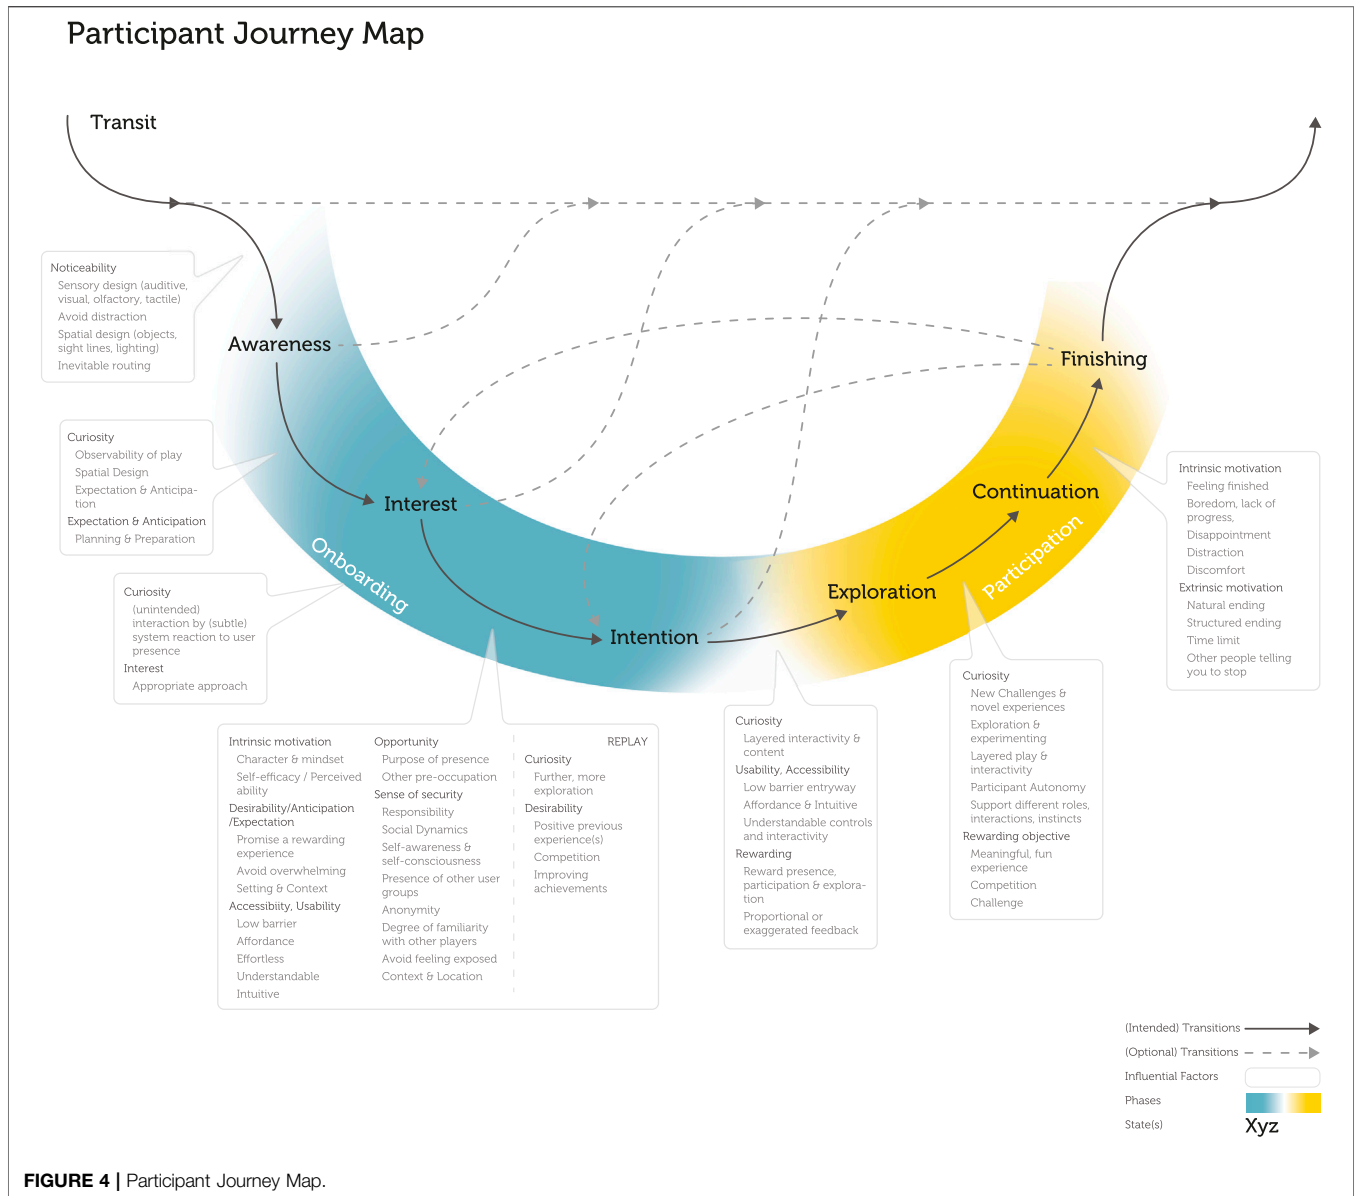 Participant Journey Map
Transit
Noticeability
Sensory design (auditive,
visual, olfactory, tactile)
Avoid distraction
Spatial design (objects,
sight lines, lighting)
Inevitable routing
Awareness
Finishing
Curiosity
Observability of play
Spatial Design
Expectation & Anticipa-
tion
Expectation & Anticipation
Planning & Preparation
Interest
Continuation
Intrinsic motivation
Feeling finished
Boredom, lack of
progress,
Disappointment
Distraction
Discomfort
Extrinsic motivation
Natural ending
Structured ending
Time limit
Other people telling
you to stop
Onboarding
Participation
Curiosity
(unintended)
interaction by (subtle)
system reaction to user
presence
Interest
Appropriate approach
Exploration
Intention
Intrinsic motivation
Character & mindset
Self-efficacy / Perceived
ability
Desirability/Anticipation
/Expectation
Promise a rewarding
experience
Avoid overwhelming
Setting & Context
Accessibiity, Usability
Low barrier
Affordance
Effortless
Understandable
Intuitive
Opportunity
Purpose of presence
Other pre-occupation
Sense of security
Responsibility
Social Dynamics
Self-awareness &
self-consciousness
Presence of other user
groups
Anonymity
Degree of familiarity
with other players
Avoid feeling exposed
Context & Location
REPLAY
Curiosity
Further, more
exploration
Desirability
Positive previous
experience(s)
Competition
Improving
achievements
Curiosity
Layered interactivity &
content
Usability, Accessibility
Low barrier entryway
Affordance & Intuitive
Understandable controls
and interactivity
Rewarding
Reward presence,
participation & explora-
tion
Proportional or
exaggerated feedback
Curiosity
New Challenges &
novel experiences
Exploration &
experimenting
Layered play &
interactivity
Participant Autonomy
Support different roles,
interactions, instincts
Rewarding objective
Meaningful, fun
experience
Competition
Challenge
(Intended) Transitions
(Optional) Transitions
Influential Factors
Phases
State(s) Xyz
FIGURE 4 | Participant Journey Map.